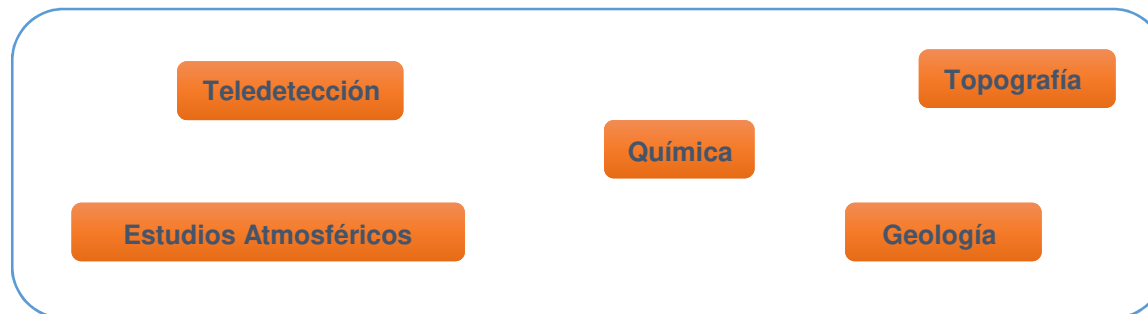 Teledetección
Topografía
Química
Estudios Atmosféricos
Geología